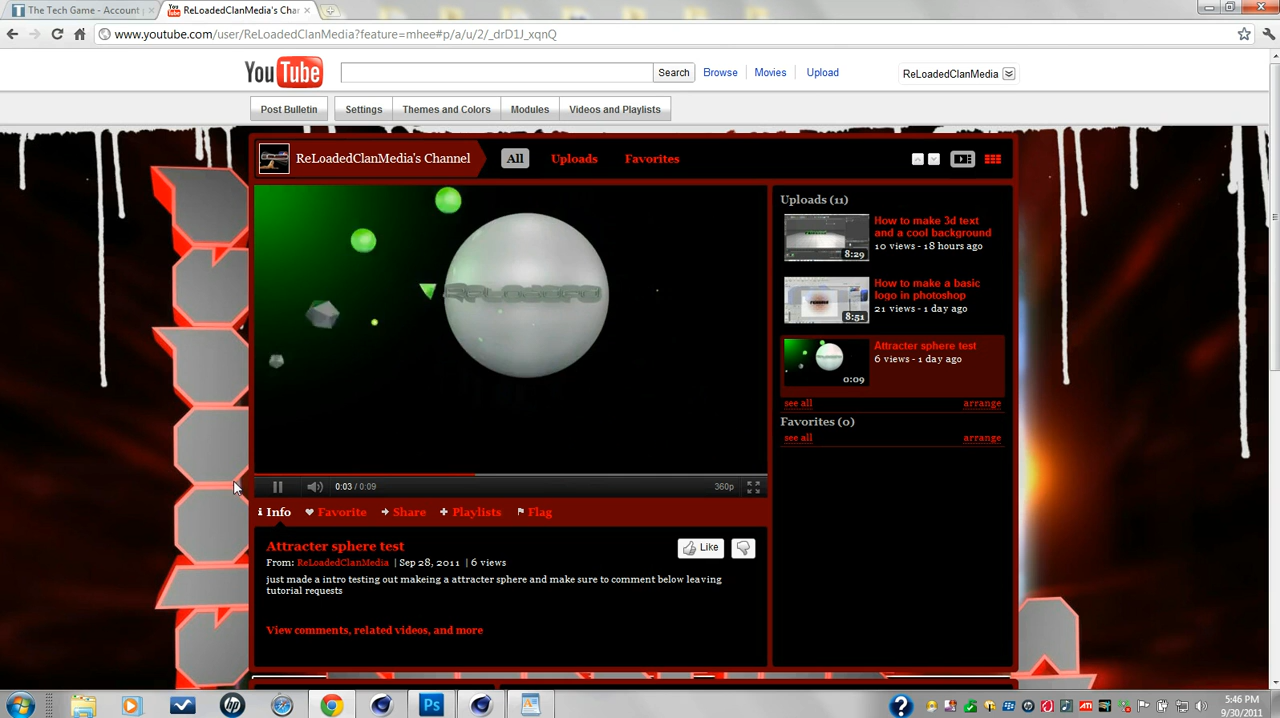 The Tech Game - Account
ReLoadedClanMedia's Chan
www.youtube.com/user/ReLoadedClanMedia?feature=mhee#p/a/u/2/_drD1J_xqnQ
YouTube
Search
Browse
Movies
Upload
ReLoadedClanMedia
Post Bulletin
Settings
Themes and Colors
Modules
Videos and Playlists
ReLoadedClanMedia's Channel
All
Uploads
Favorites
Uploads (11)
How to make 3d text
and a cool background
10 views - 18 hours ago
8:29
How to make a basic
logo in photoshop
21 views - 1 day ago
8:51
Attracter sphere test
6 views - 1 day ago
0:09
see all
arrange
Favorites (0)
see all
arrange
0:03 / 0:09
360p
Info
Favorite
Share
Playlists
Flag
Attracter sphere test
Like
From: ReLoadedClanMedia | Sep 28, 2011 | 6 views
just made a intro testing out makeing a attracter sphere and make sure to comment below leaving
tutorial requests
View comments, related videos, and more
hp
Ps
5:46 PM
9/30/2011